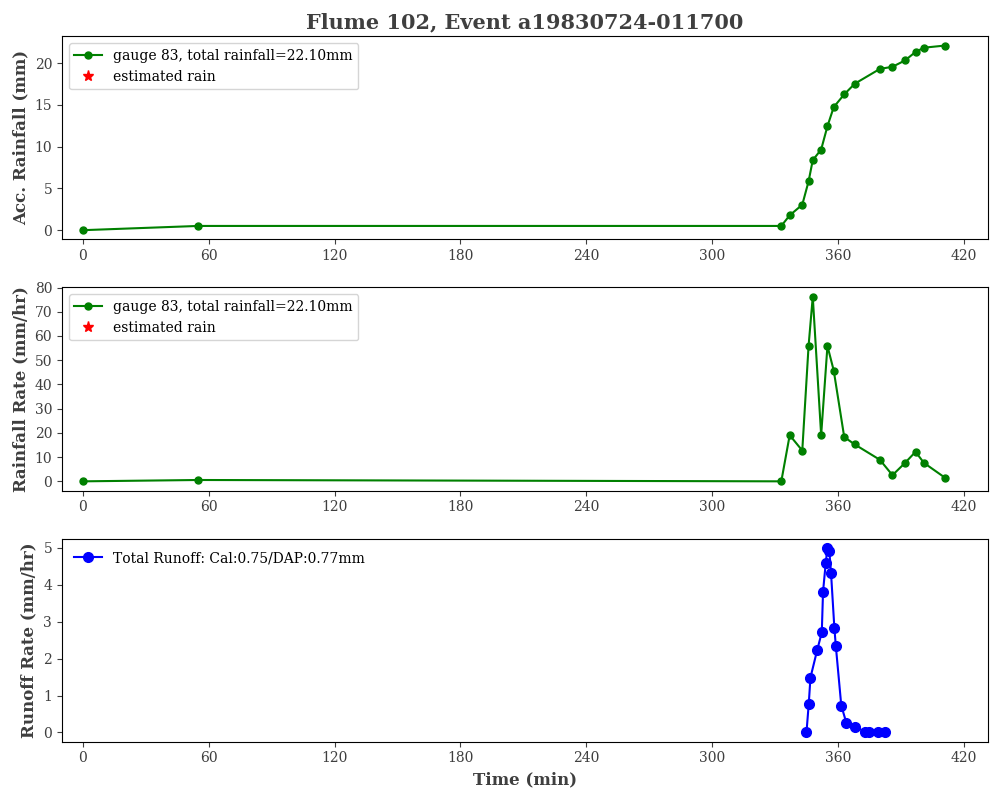 Flume 102, Event a19830724-011700
Acc. Rainfall (mm)
20
15
10
5
0
gauge 83, total rainfall=22.10mm
estimated rain
0 60 120 180 240 300 360 420
Rainfall Rate (mm/hr)
80
70
60
50
40
30
20
10
0
gauge 83, total rainfall=22.10mm
estimated rain
0 60 120 180 240 300 360 420
Runoff Rate (mm/hr)
5
4
3
2
1
0
Total Runoff: Cal:0.75/DAP:0.77mm
0 60 120 180 240 300 360 420
Time (min)